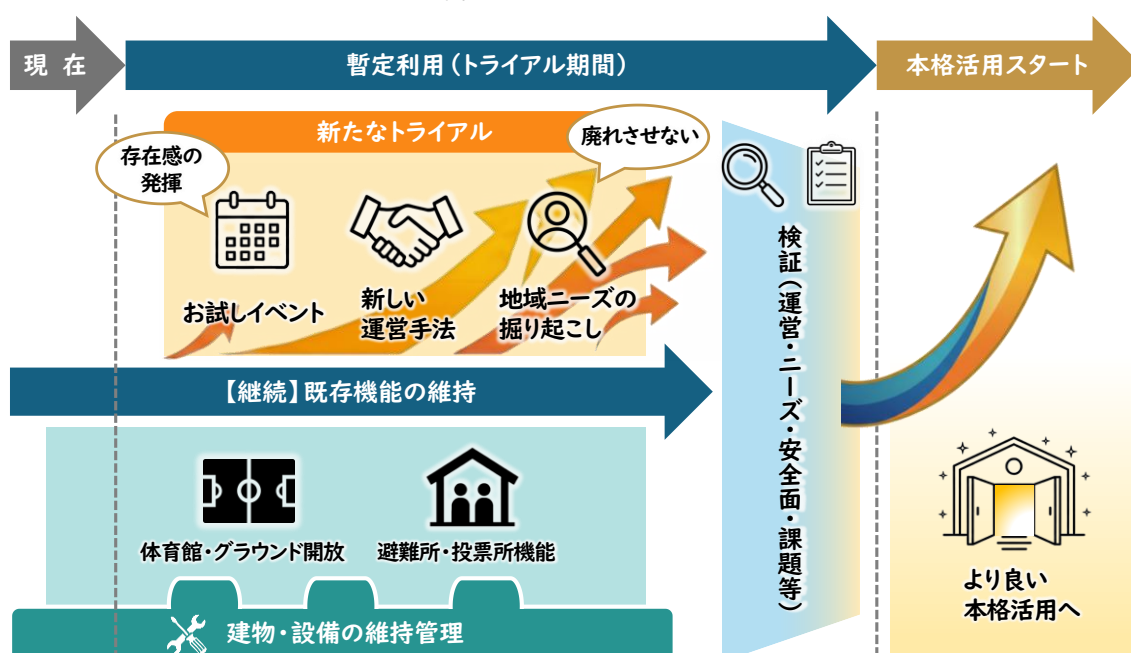 現 在
暫定利用（トライアル期間）
本格活用スタート
新たなトライアル
存在感の
発揮
廃れさせない
お試しイベント
新しい
運営手法
地域ニーズの
掘り起こし
検証（運営・ニーズ・安全面・課題等）
【継続】既存機能の維持
体育館・グラウンド開放
避難所・投票所機能
建物・設備の維持管理
より良い
本格活用へ